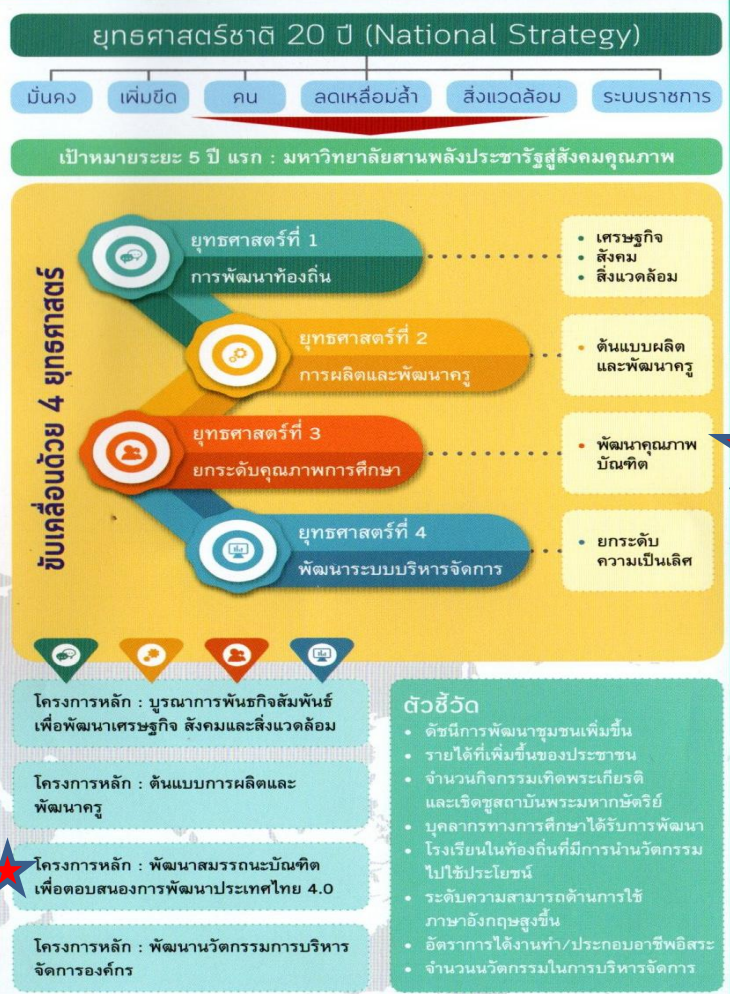 ยุทธศาสตร์ชาติ 20 ปี (National Strategy)
มั่นคง
เพิ่มขีด
คน
ลดเหลื่อมล้ำ
สิ่งแวดล้อม
ระบบราชการ
เป้าหมายระยะ 5 ปี แรก : มหาวิทยาลัยสานพลังประชารัฐสู่สังคมคุณภาพ
ขับเคลื่อนด้วย 4 ยุทธศาสตร์
ยุทธศาสตร์ที่ 1
การพัฒนาท้องถิ่น
• เศรษฐกิจ
• สังคม
• สิ่งแวดล้อม
ยุทธศาสตร์ที่ 2
การผลิตและพัฒนาครู
• ต้นแบบผลิต
และพัฒนาครู
ยุทธศาสตร์ที่ 3
ยกระดับคุณภาพการศึกษา
• พัฒนาคุณภาพ
บัณฑิต
ยุทธศาสตร์ที่ 4
พัฒนาระบบบริหารจัดการ
• ยกระดับ
ความเป็นเลิศ
โครงการหลัก : บูรณาการพันธกิจสัมพันธ์
เพื่อพัฒนาเศรษฐกิจ สังคมและสิ่งแวดล้อม
โครงการหลัก : ต้นแบบการผลิตและ
พัฒนาครู
โครงการหลัก : พัฒนาสมรรถนะบัณฑิต
เพื่อตอบสนองการพัฒนาประเทศไทย 4.0
โครงการหลัก : พัฒนานวัตกรรมการบริหาร
จัดการองค์กร
ตัวชี้วัด
• ดัชนีการพัฒนาชุมชนเพิ่มขึ้น
• รายได้ที่เพิ่มขึ้นของประชาชน
• จำนวนกิจกรรมเทิดพระเกียรติ
และเชิดชูสถาบันพระมหากษัตริย์
• บุคลากรทางการศึกษาได้รับการพัฒนา
• โรงเรียนในท้องถิ่นที่มีการนำนวัตกรรม
ไปใช้ประโยชน์
• ระดับความสามารถด้านการใช้
ภาษาอังกฤษสูงขึ้น
• อัตราการได้งานทำ/ประกอบอาชีพอิสระ
• จำนวนนวัตกรรมในการบริหารจัดการ